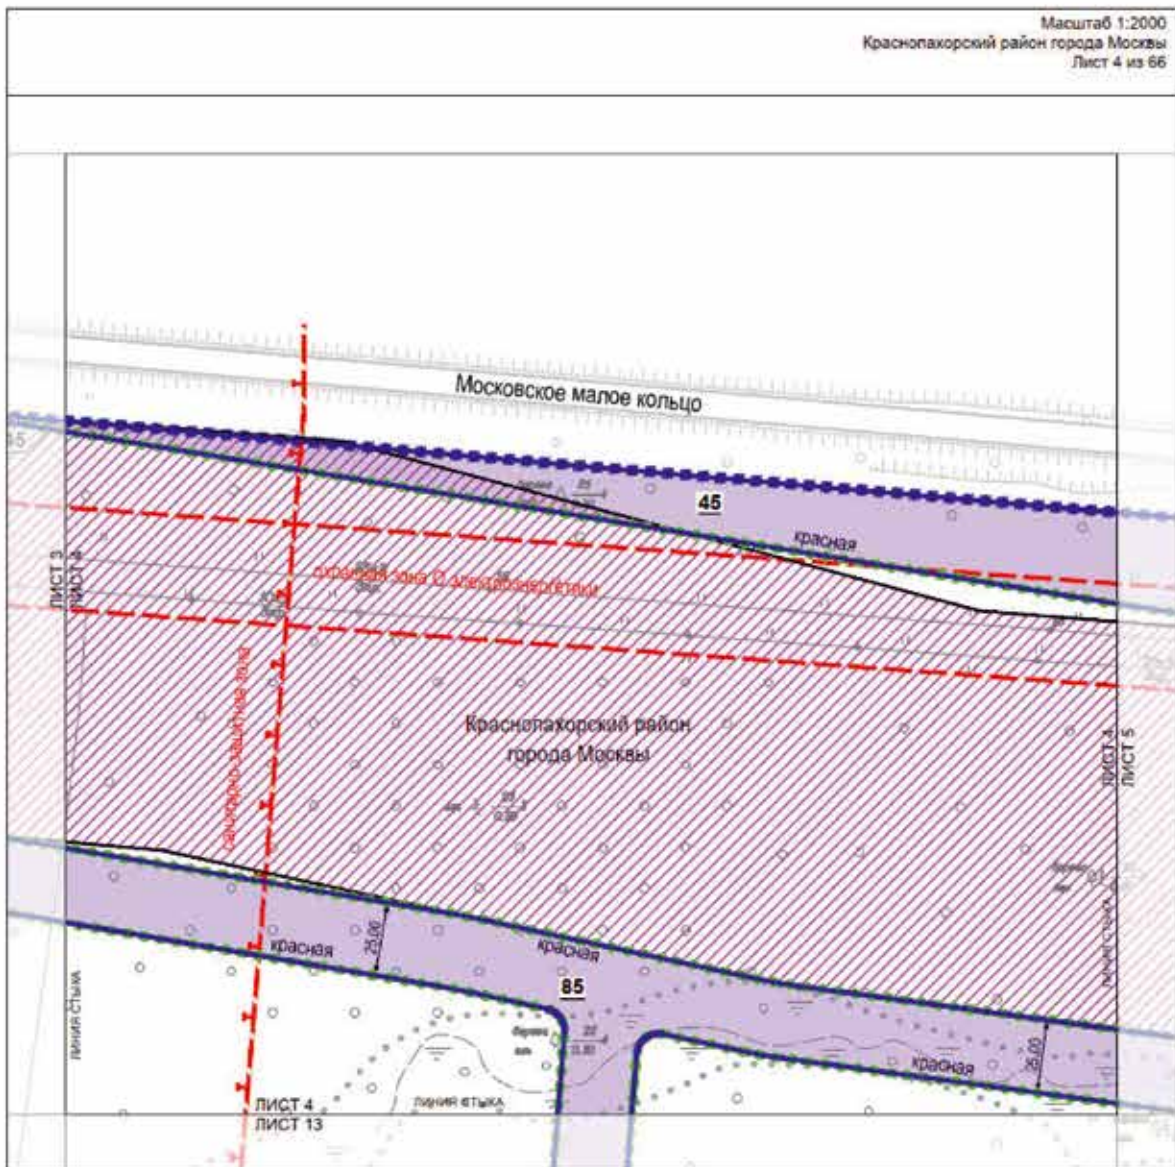 Масштаб 1:2000
Краснопахорский район города Москвы
Лист 4 из 66
Московское малое кольцо
45
красная
ЛИСТ 3
ЛИСТ 4
охранная зона О электроэнергетики
санитарно-защитная зона
Краснопахорский район
города Москвы
ЛИСТ 4
ЛИСТ 5
красная
25.00
красная
85
красная
25.00
ЛИНИЯ СТЫКА
ЛИНИЯ СТЫКА
ЛИНИЯ СТЫКА
ЛИСТ 4
ЛИСТ 13